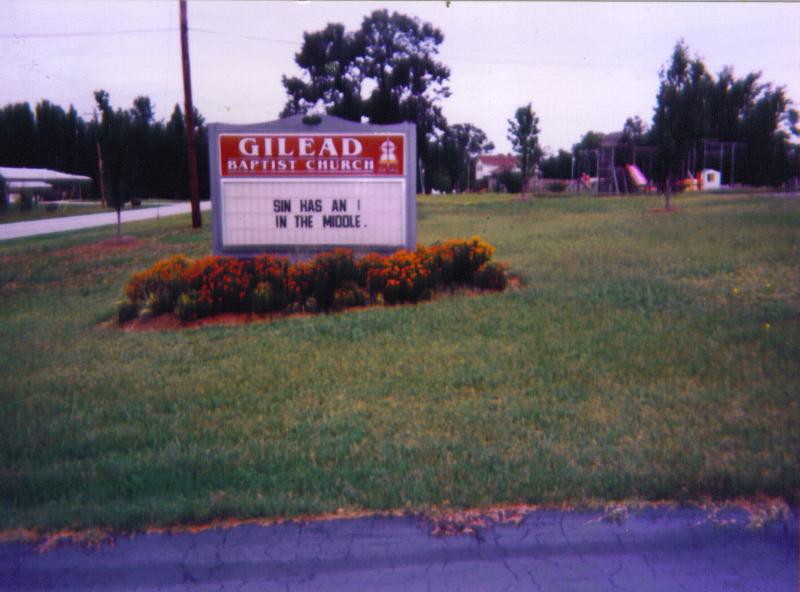 GILEAD
BAPTIST CHURCH
SIN HAS AN I
IN THE MIDDLE.